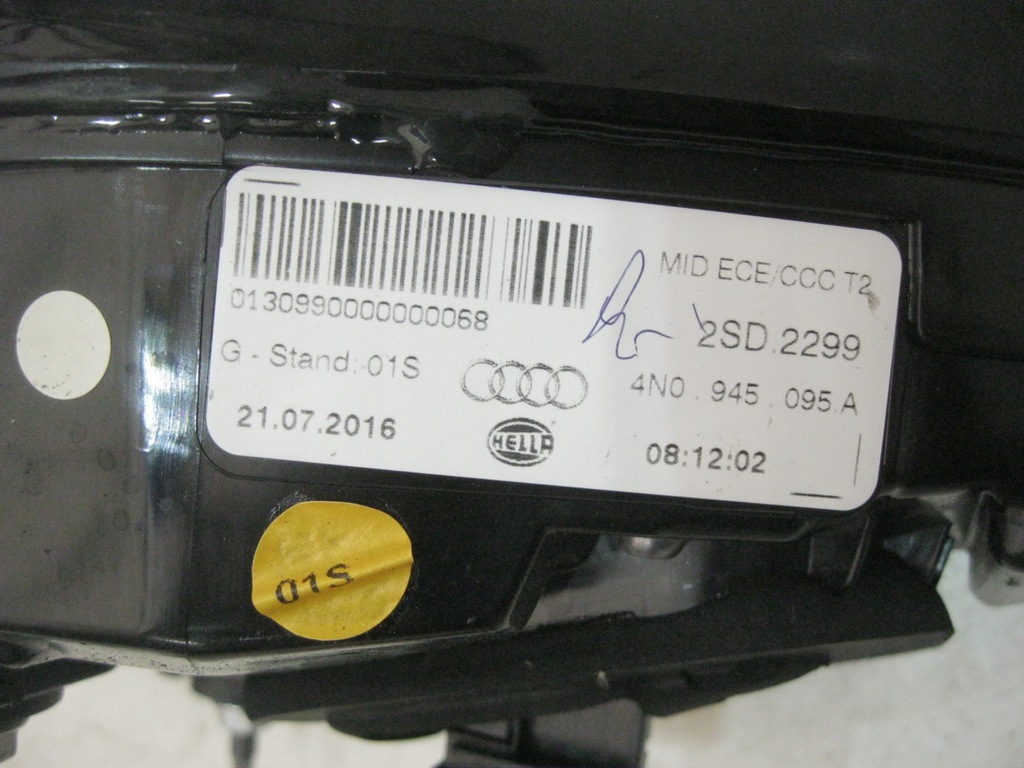 0130990000000068
G - Stand: 01S
21.07.2016
HELLA
MID ECE/CCC T2
2SD.2299
4N0 . 945 . 095.A
08:12:02
01S